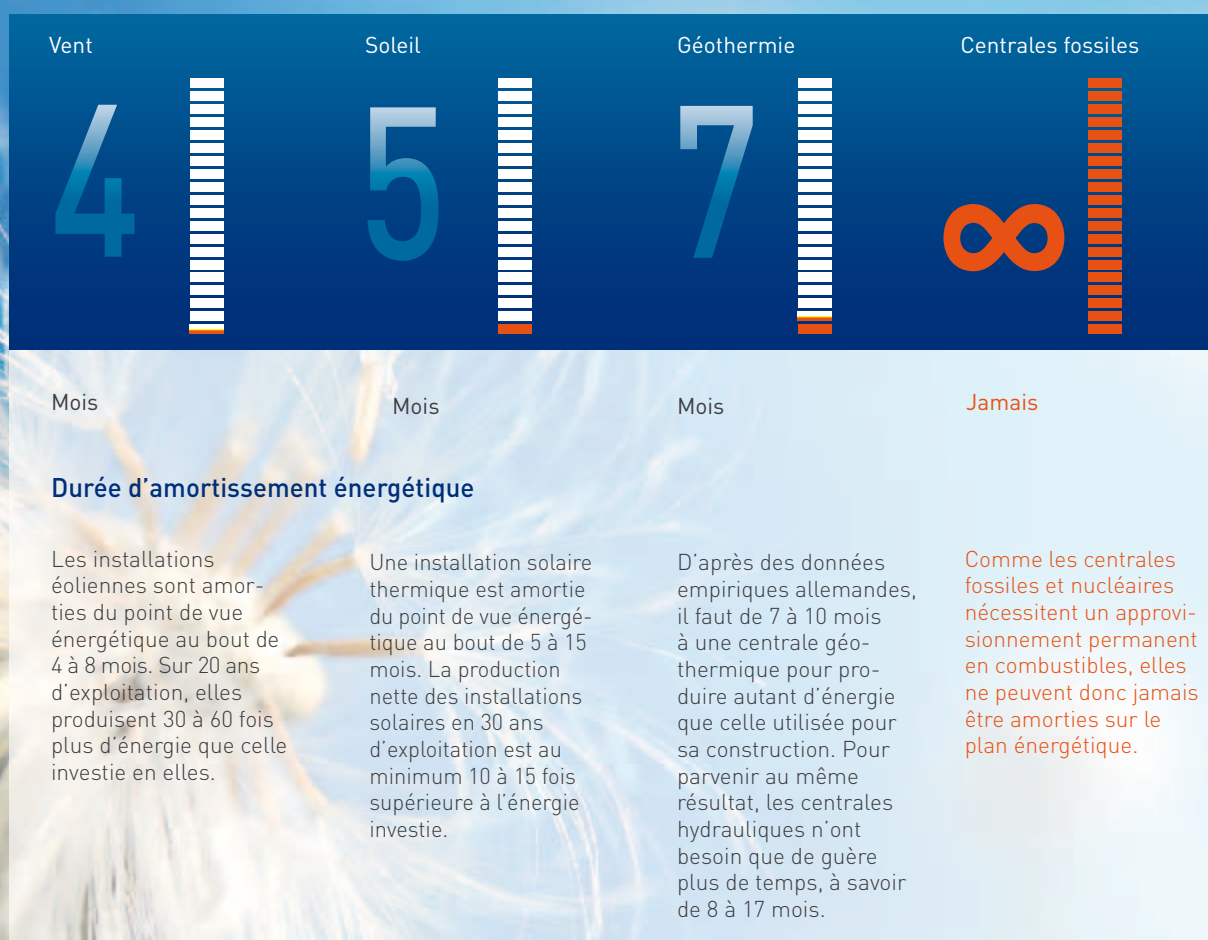 Vent
Soleil
Géothermie
Centrales fossiles
4
5
7
∞
Mois
Mois
Mois
Jamais
Durée d'amortissement énergétique
Les installations
éoliennes sont amor-
ties du point de vue
énergétique au bout de
4 à 8 mois. Sur 20 ans
d'exploitation, elles
produisent 30 à 60 fois
plus d'énergie que celle
investie en elles.
Une installation solaire
thermique est amortie
du point de vue énergé-
tique au bout de 5 à 15
mois. La production
nette des installations
solaires en 30 ans
d'exploitation est au
minimum 10 à 15 fois
supérieure à l'énergie
investie.
D'après des données
empiriques allemandes,
il faut de 7 à 10 mois
à une centrale géo-
thermique pour pro-
duire autant d'énergie
que celle utilisée pour
sa construction. Pour
parvenir au même
résultat, les centrales
hydrauliques n'ont
besoin que de guère
plus de temps, à savoir
de 8 à 17 mois.
Comme les centrales
fossiles et nucléaires
nécessitent un approvi-
sionnement permanent
en combustibles, elles
ne peuvent donc jamais
être amorties sur le
plan énergétique.